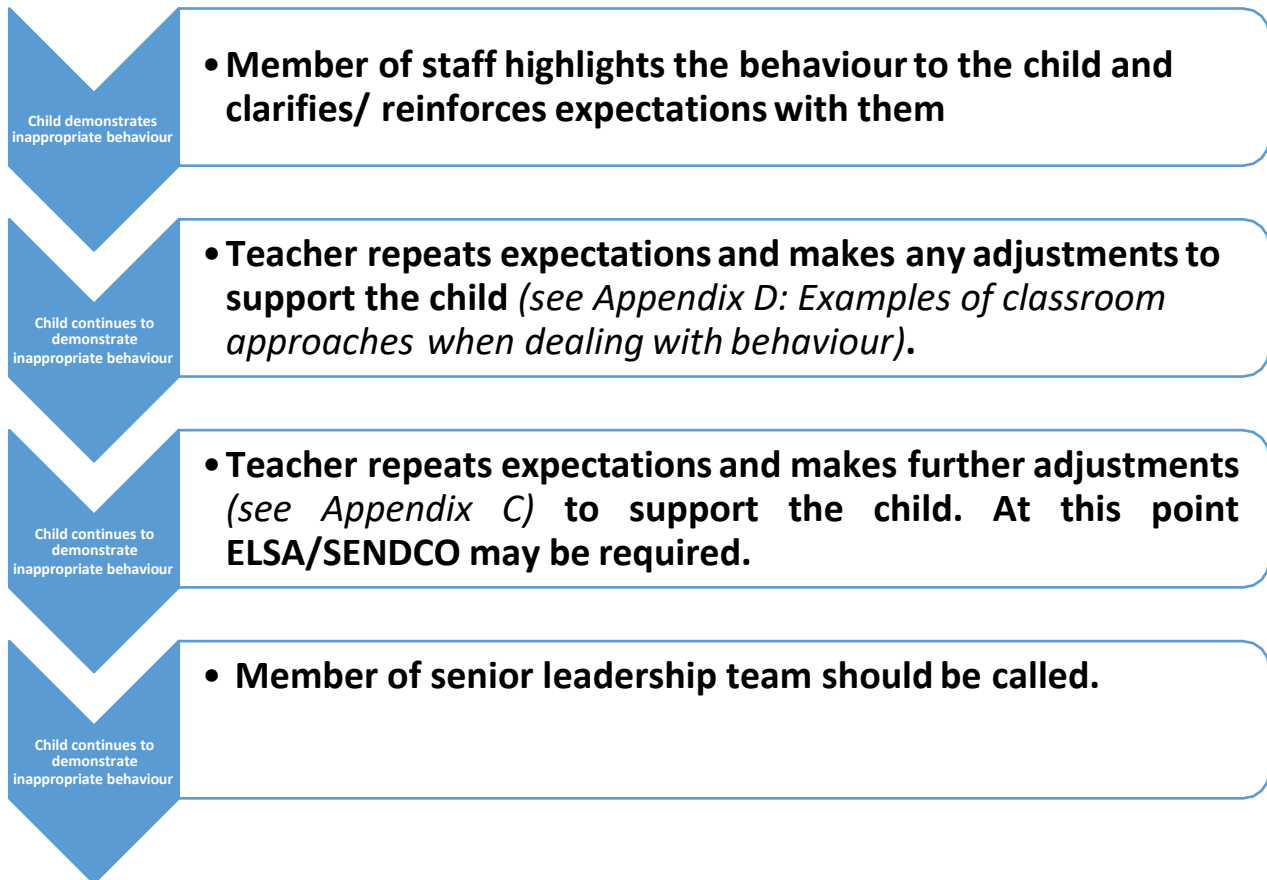 Child demonstrates
inappropriate behaviour
• Member of staff highlights the behaviour to the child and
clarifies/ reinforces expectations with them
Child continues to
demonstrate
inappropriate behaviour
• Teacher repeats expectations and makes any adjustments to
support the child (see Appendix D: Examples of classroom
approaches when dealing with behaviour).
Child continues to
demonstrate
inappropriate behaviour
• Teacher repeats expectations and makes further adjustments
(see Appendix C) to support the child. At this point
ELSA/SENDCO may be required.
Child continues to
demonstrate
inappropriate behaviour
• Member of senior leadership team should be called.